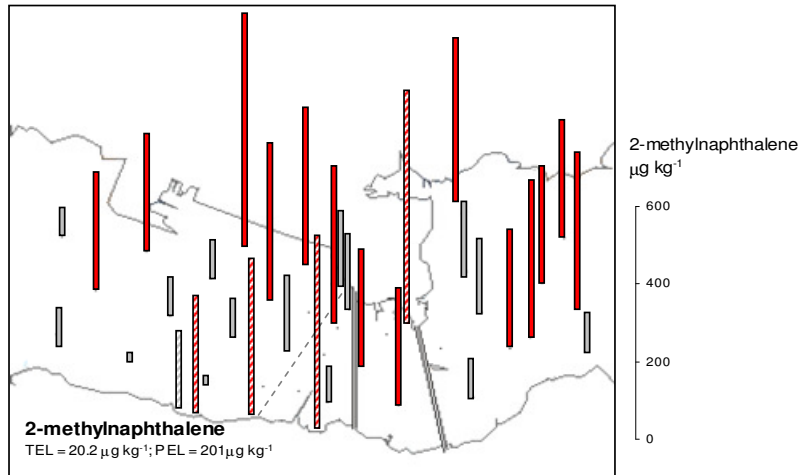 2-methylnaphthalene
µg kg-1
600
400
200
0
2-methylnaphthalene
TEL = 20.2 µg kg-1; PEL = 201µg kg-1